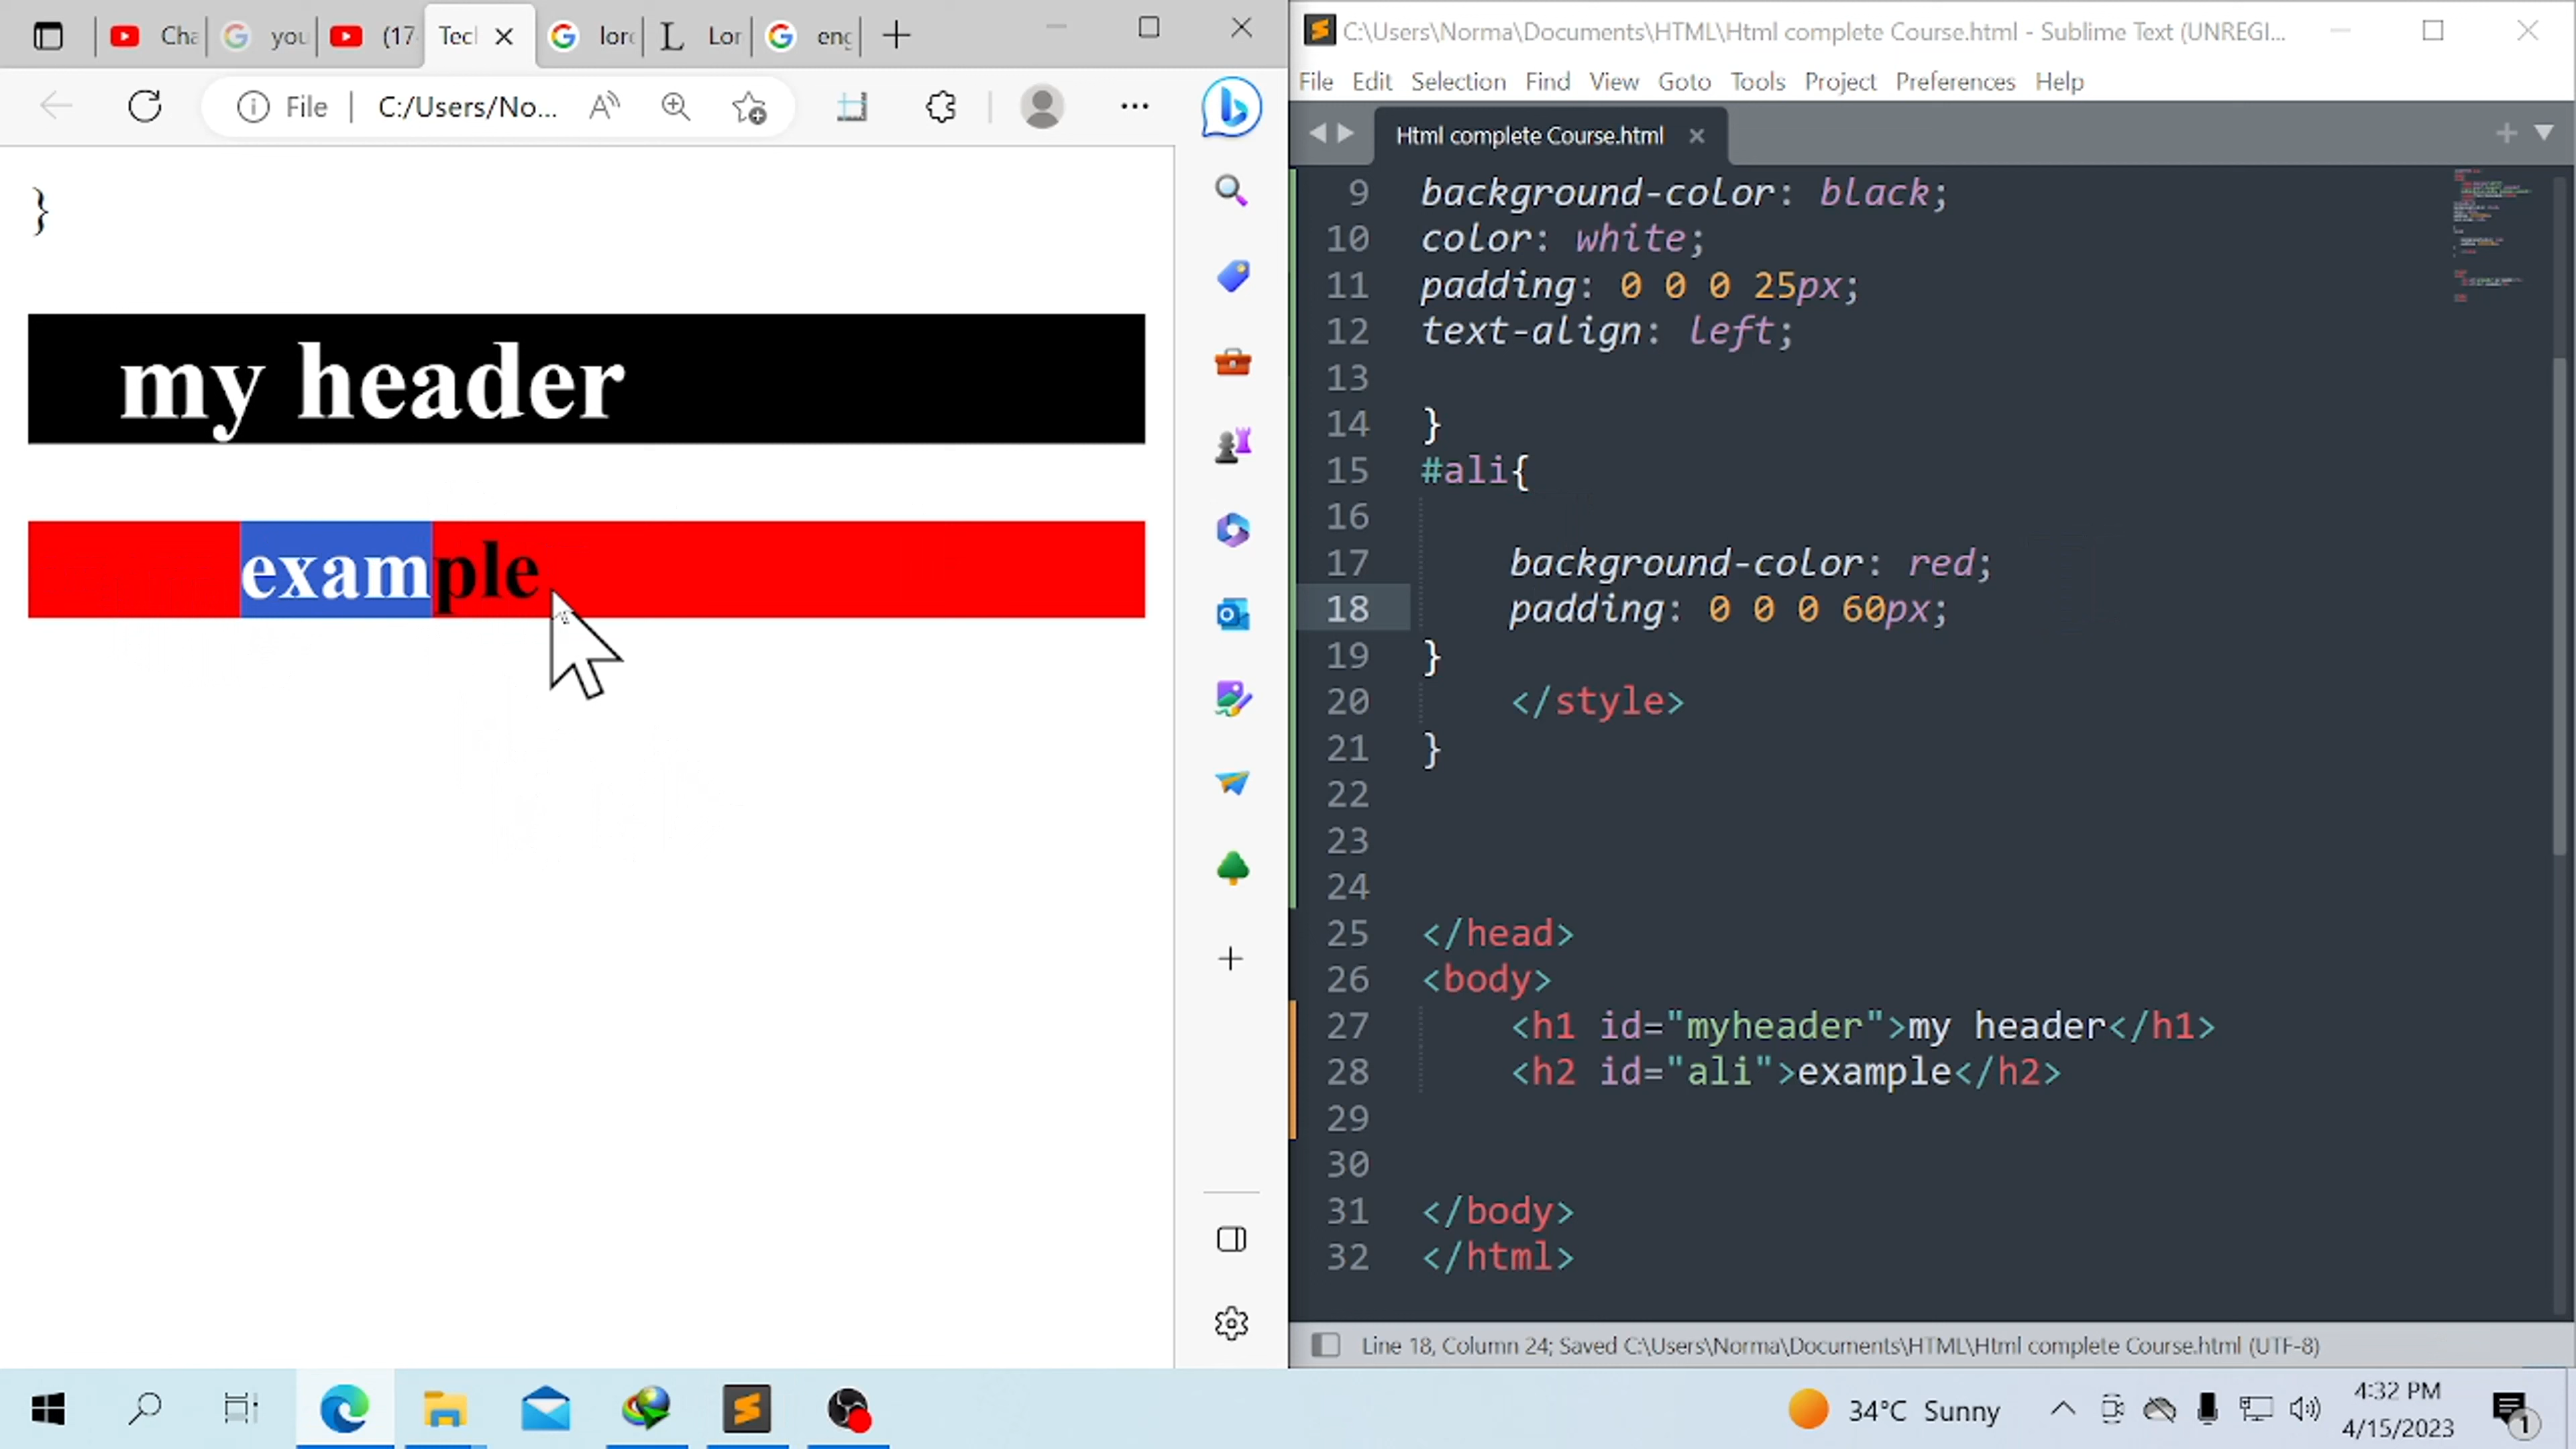 Cha
you
(17
Tecl
lore
L Lor
eng
File | C:/Users/No...
}
my header
example
C:\Users\Norma\Documents\HTML\Html complete Course.html - Sublime Text (UNREGI...
File Edit Selection Find View Goto Tools Project Preferences Help
Html complete Course.html
9 background-color: black;
10 color: white;
11 padding: 0 0 0 25px;
12 text-align: left;
13
14 }
15 #ali{
16
17 background-color: red;
18 padding: 0 0 0 60px;
19 }
20 </style>
21 }
22
23
24
25 </head>
26 <body>
27 <h1 id="myheader">my header</h1>
28 <h2 id="ali">example</h2>
29
30
31 </body>
32 </html>
Line 18, Column 24; Saved C:\Users\Norma\Documents\HTML\Html complete Course.html (UTF-8)
34°C Sunny
4:32 PM
4/15/2023
1